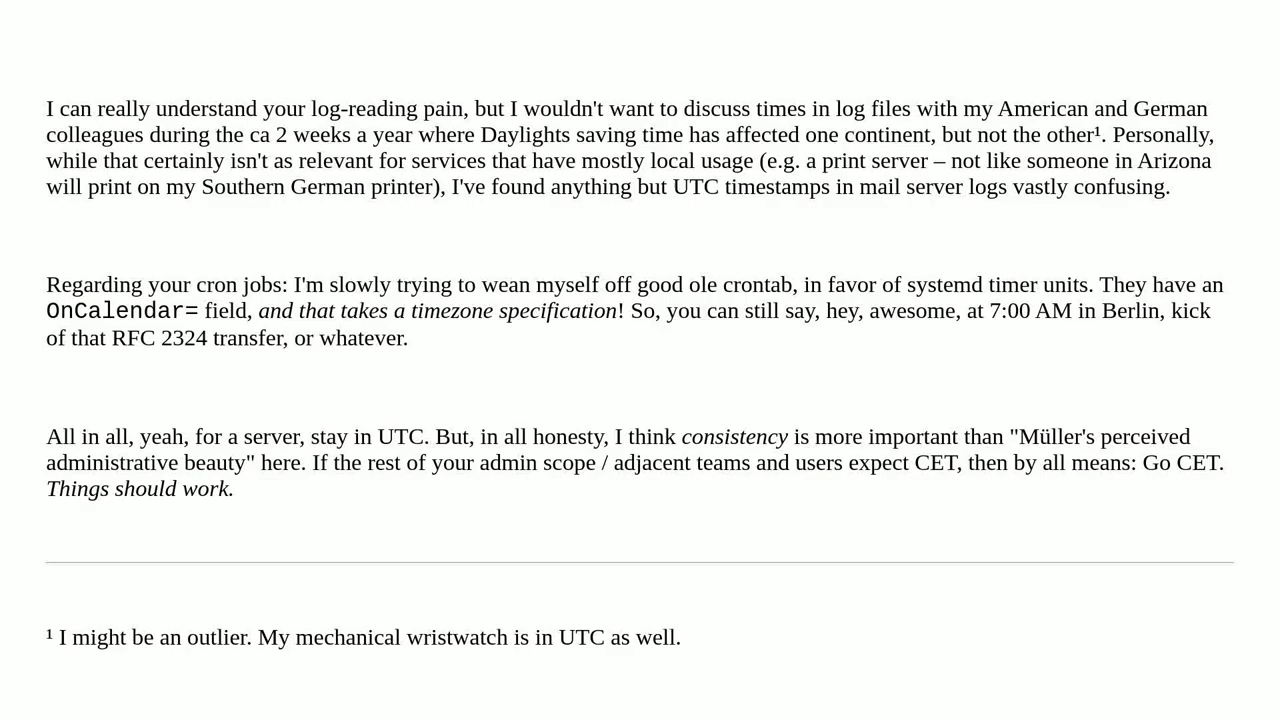 I can really understand your log-reading pain, but I wouldn't want to discuss times in log files with my American and German
colleagues during the ca 2 weeks a year where Daylights saving time has affected one continent, but not the other¹. Personally,
while that certainly isn't as relevant for services that have mostly local usage (e.g. a print server – not like someone in Arizona
will print on my Southern German printer), I've found anything but UTC timestamps in mail server logs vastly confusing.
Regarding your cron jobs: I'm slowly trying to wean myself off good ole crontab, in favor of systemd timer units. They have an
OnCalendar= field, and that takes a timezone specification! So, you can still say, hey, awesome, at 7:00 AM in Berlin, kick
of that RFC 2324 transfer, or whatever.
All in all, yeah, for a server, stay in UTC. But, in all honesty, I think consistency is more important than "Müller's perceived
administrative beauty" here. If the rest of your admin scope / adjacent teams and users expect CET, then by all means: Go CET.
Things should work.
¹ I might be an outlier. My mechanical wristwatch is in UTC as well.